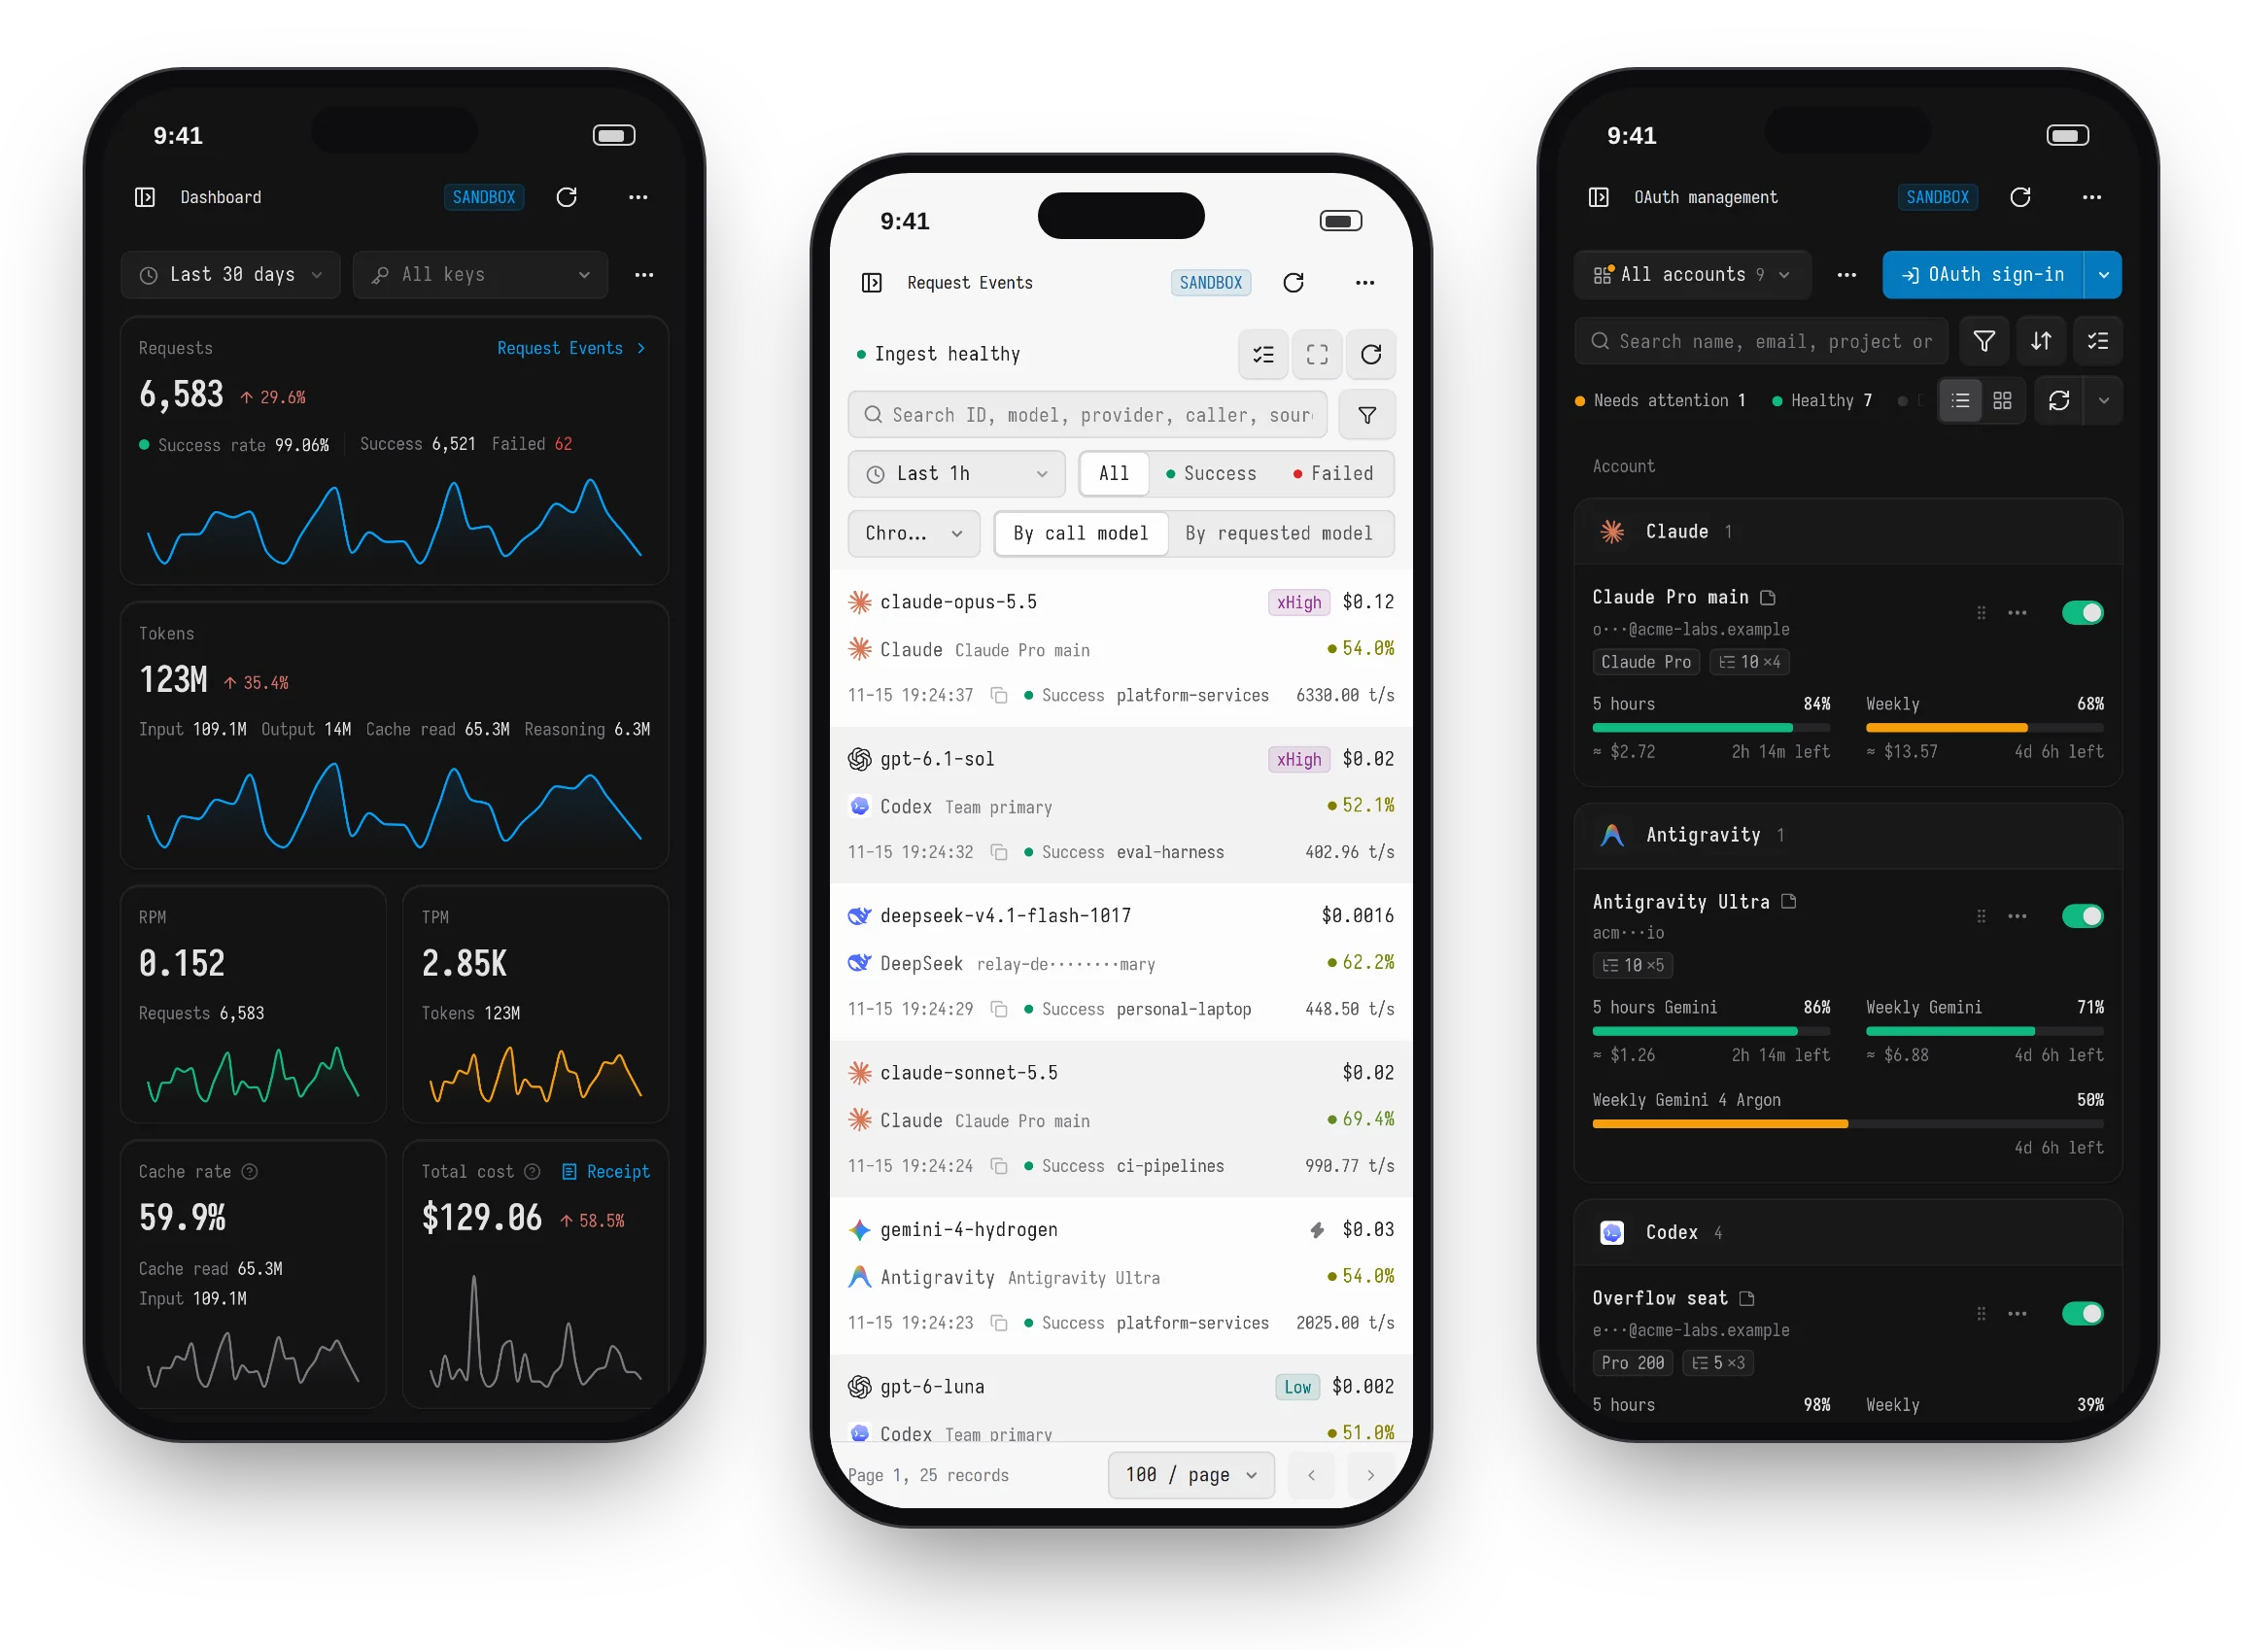 9:41
Dashboard SANDBOX
Last 30 days All keys
Requests Request Events
6,583 ↑ 29.6%
Success rate 99.06% Success 6,521 Failed 62
Tokens
123M ↑ 35.4%
Input 109.1M Output 14M Cache read 65.3M Reasoning 6.3M
RPM
0.152
Requests 6,583
TPM
2.85K
Tokens 123M
Cache rate
59.9%
Cache read 65.3M
Input 109.1M
Total cost Receipt
$129.06 ↑ 58.5%
9:41
Request Events SANDBOX
Ingest healthy
Search ID, model, provider, caller, sour
Last 1h All Success Failed
Chro... By call model By requested model
claude-opus-5.5 xHigh $0.12
Claude Claude Pro main 54.0%
11-15 19:24:37 Success platform-services 6330.00 t/s
gpt-6.1-sol xHigh $0.02
Codex Team primary 52.1%
11-15 19:24:32 Success eval-harness 402.96 t/s
deepseek-v4.1-flash-1017 $0.0016
DeepSeek relay-de········mary 62.2%
11-15 19:24:29 Success personal-laptop 448.50 t/s
claude-sonnet-5.5 $0.02
Claude Claude Pro main 69.4%
11-15 19:24:24 Success ci-pipelines 990.77 t/s
gemini-4-hydrogen $0.03
Antigravity Antigravity Ultra 54.0%
11-15 19:24:23 Success platform-services 2025.00 t/s
gpt-6-luna Low $0.002
Codex Team primary 51.0%
Page 1, 25 records 100 / page
9:41
OAuth management SANDBOX
All accounts 9 OAuth sign-in
Search name, email, project or
Needs attention 1 Healthy 7
Account
Claude 1
Claude Pro main
o···@acme-labs.example
Claude Pro 10 ×4
5 hours 84% Weekly 68%
≈ $2.72 2h 14m left ≈ $13.57 4d 6h left
Antigravity 1
Antigravity Ultra
acm···io
10 ×5
5 hours Gemini 86% Weekly Gemini 71%
≈ $1.26 2h 14m left ≈ $6.88 4d 6h left
Weekly Gemini 4 Argon 50%
4d 6h left
Codex 4
Overflow seat
e···@acme-labs.example
Pro 200 5 ×3
5 hours 98% Weekly 39%